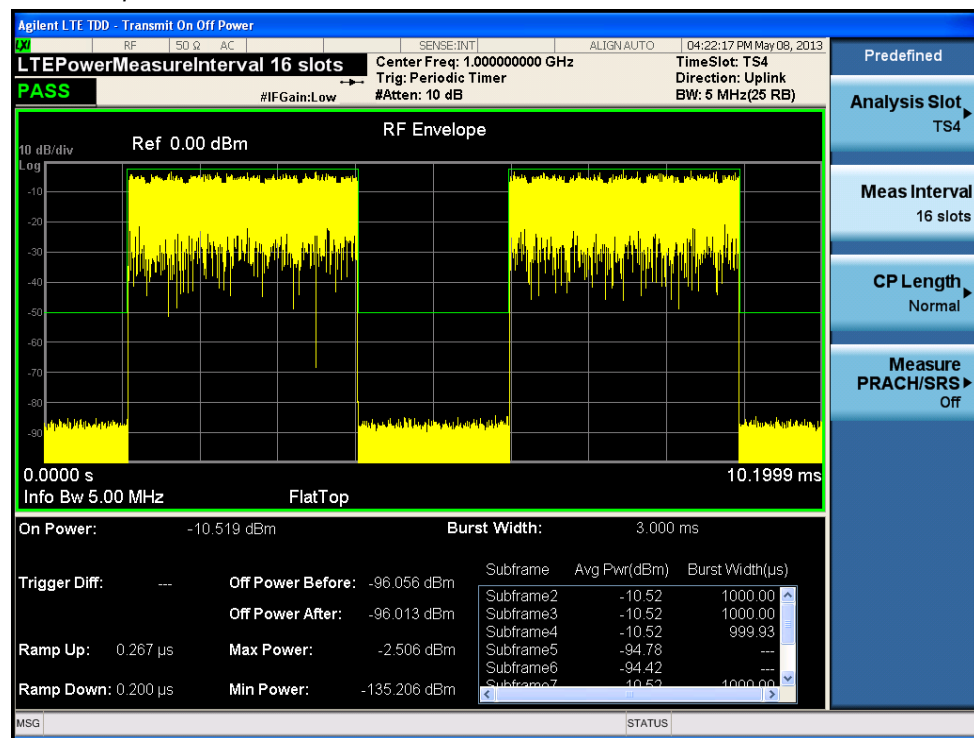 Agilent LTE TDD - Transmit On Off Power
LXI RF 50 Ω AC SENSE:INT ALIGN AUTO 04:22:17 PM May 08, 2013
LTEPowerMeasureInterval 16 slots
PASS
#IFGain:Low
Center Freq: 1.000000000 GHz
Trig: Periodic Timer
#Atten: 10 dB
TimeSlot: TS4
Direction: Uplink
BW: 5 MHz(25 RB)
RF Envelope
10 dB/div
Ref 0.00 dBm
Log
-10
-20
-30
-40
-50
-60
-70
-80
-90
0.0000 s
10.1999 ms
Info Bw 5.00 MHz
FlatTop
On Power: -10.519 dBm
Burst Width: 3.000 ms
Trigger Diff: ---
Off Power Before: -96.056 dBm
Off Power After: -96.013 dBm
Ramp Up: 0.267 µs
Max Power: -2.506 dBm
Ramp Down: 0.200 µs
Min Power: -135.206 dBm
Subframe Avg Pwr(dBm) Burst Width(µs)
Subframe2 -10.52 1000.00
Subframe3 -10.52 1000.00
Subframe4 -10.52 999.93
Subframe5 -94.78 ---
Subframe6 -94.42 ---
Subframe7 -10.52 1000.00
MSG
STATUS
Predefined
Analysis Slot
TS4
Meas Interval
16 slots
CP Length
Normal
Measure
PRACH/SRS
Off